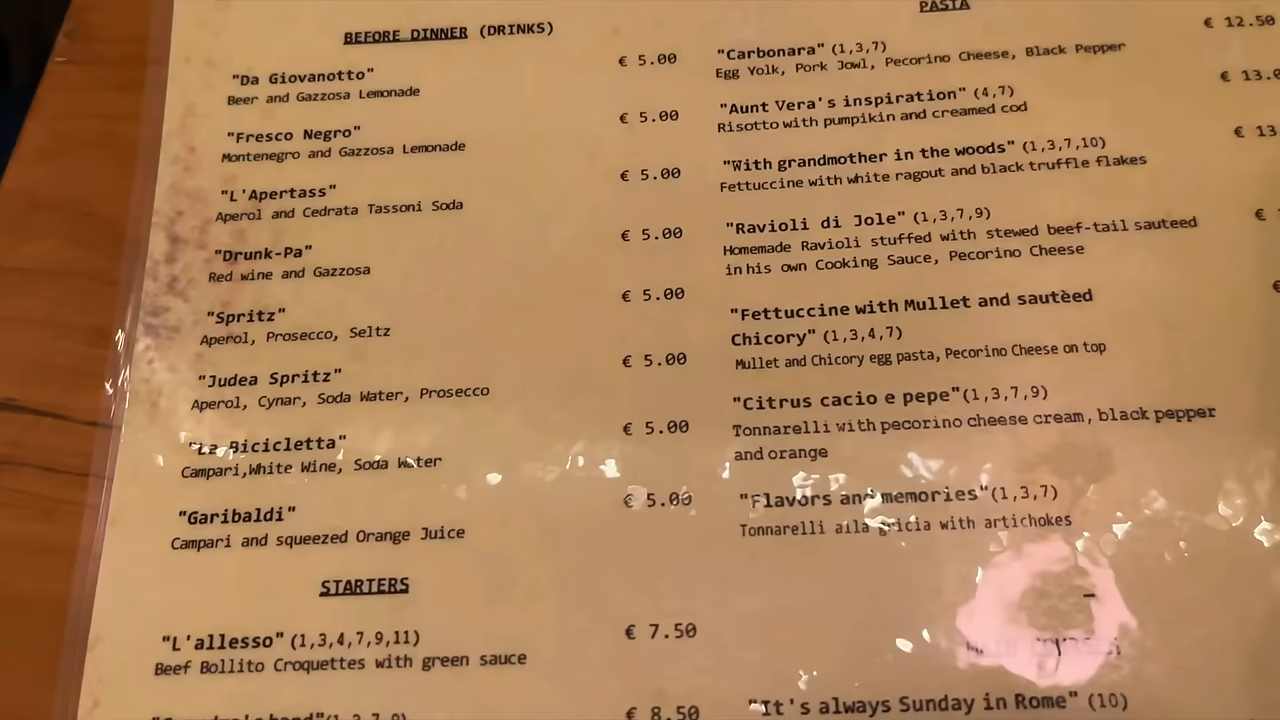 BEFORE DINNER (DRINKS)
"Da Giovanotto" € 5.00
Beer and Gazzosa Lemonade
"Fresco Negro" € 5.00
Montenegro and Gazzosa Lemonade
"L'Apertass" € 5.00
Aperol and Cedrata Tassoni Soda
"Drunk-Pa" € 5.00
Red wine and Gazzosa
"Spritz" € 5.00
Aperol, Prosecco, Seltz
"Judea Spritz" € 5.00
Aperol, Cynar, Soda Water, Prosecco
"La Bicicletta" € 5.00
Campari,White Wine, Soda Water
"Garibaldi" € 5.00
Campari and squeezed Orange Juice
STARTERS
"L'allesso" (1,3,4,7,9,11) € 7.50
Beef Bollito Croquettes with green sauce
€ 8.50
PASTA
"Carbonara" (1,3,7) € 12.50
Egg Yolk, Pork Jowl, Pecorino Cheese, Black Pepper
"Aunt Vera's inspiration" (4,7) € 13.0
Risotto with pumpikin and creamed cod
"With grandmother in the woods" (1,3,7,10) € 13
Fettuccine with white ragout and black truffle flakes
"Ravioli di Jole" (1,3,7,9) €
Homemade Ravioli stuffed with stewed beef-tail sauteed
in his own Cooking Sauce, Pecorino Cheese
"Fettuccine with Mullet and sautèed €
Chicory" (1,3,4,7)
Mullet and Chicory egg pasta, Pecorino Cheese on top
"Citrus cacio e pepe"(1,3,7,9)
Tonnarelli with pecorino cheese cream, black pepper
and orange
"Flavors and memories"(1,3,7)
Tonnarelli alla gricia with artichokes
"It's always Sunday in Rome" (10)